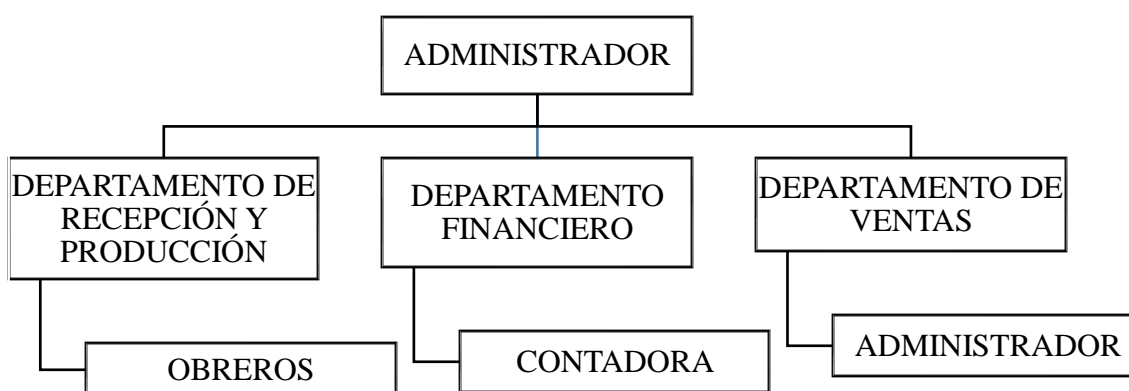 ADMINISTRADOR
DEPARTAMENTO DE
RECEPCIÓN Y
PRODUCCIÓN
DEPARTAMENTO
FINANCIERO
DEPARTAMENTO DE
VENTAS
OBREROS
CONTADORA
ADMINISTRADOR